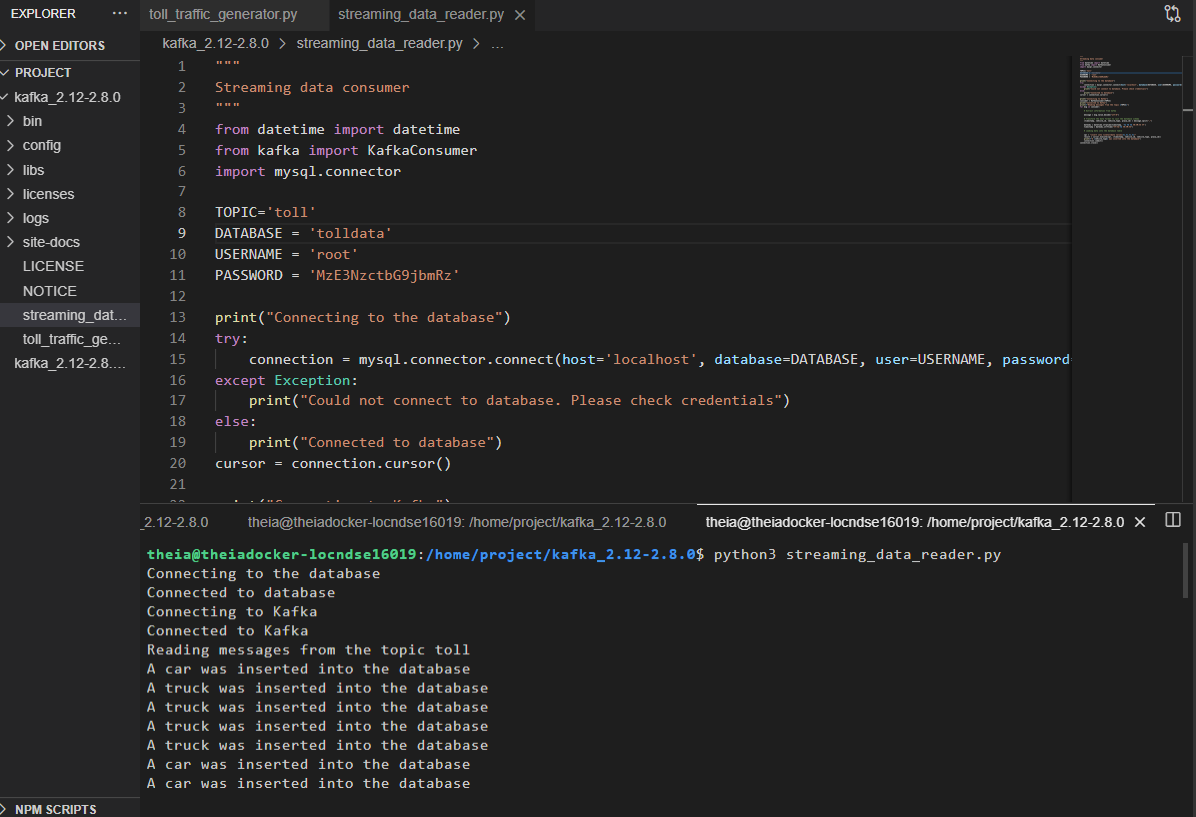 EXPLORER ...
OPEN EDITORS
PROJECT
kafka_2.12-2.8.0
bin
config
libs
licenses
logs
site-docs
LICENSE
NOTICE
streaming_dat...
toll_traffic_ge...
kafka_2.12-2.8....
NPM SCRIPTS
toll_traffic_generator.py streaming_data_reader.py
kafka_2.12-2.8.0 > streaming_data_reader.py > ...
1 """
2 Streaming data consumer
3 """
4 from datetime import datetime
5 from kafka import KafkaConsumer
6 import mysql.connector
7
8 TOPIC='toll'
9 DATABASE = 'tolldata'
10 USERNAME = 'root'
11 PASSWORD = 'MzE3NzctbG9jbmRz'
12
13 print("Connecting to the database")
14 try:
15 connection = mysql.connector.connect(host='localhost', database=DATABASE, user=USERNAME, password=
16 except Exception:
17 print("Could not connect to database. Please check credentials")
18 else:
19 print("Connected to database")
20 cursor = connection.cursor()
21
_2.12-2.8.0 theia@theiadocker-locndse16019: /home/project/kafka_2.12-2.8.0 theia@theiadocker-locndse16019: /home/project/kafka_2.12-2.8.0
theia@theiadocker-locndse16019:/home/project/kafka_2.12-2.8.0$ python3 streaming_data_reader.py
Connecting to the database
Connected to database
Connecting to Kafka
Connected to Kafka
Reading messages from the topic toll
A car was inserted into the database
A truck was inserted into the database
A truck was inserted into the database
A truck was inserted into the database
A truck was inserted into the database
A car was inserted into the database
A car was inserted into the database